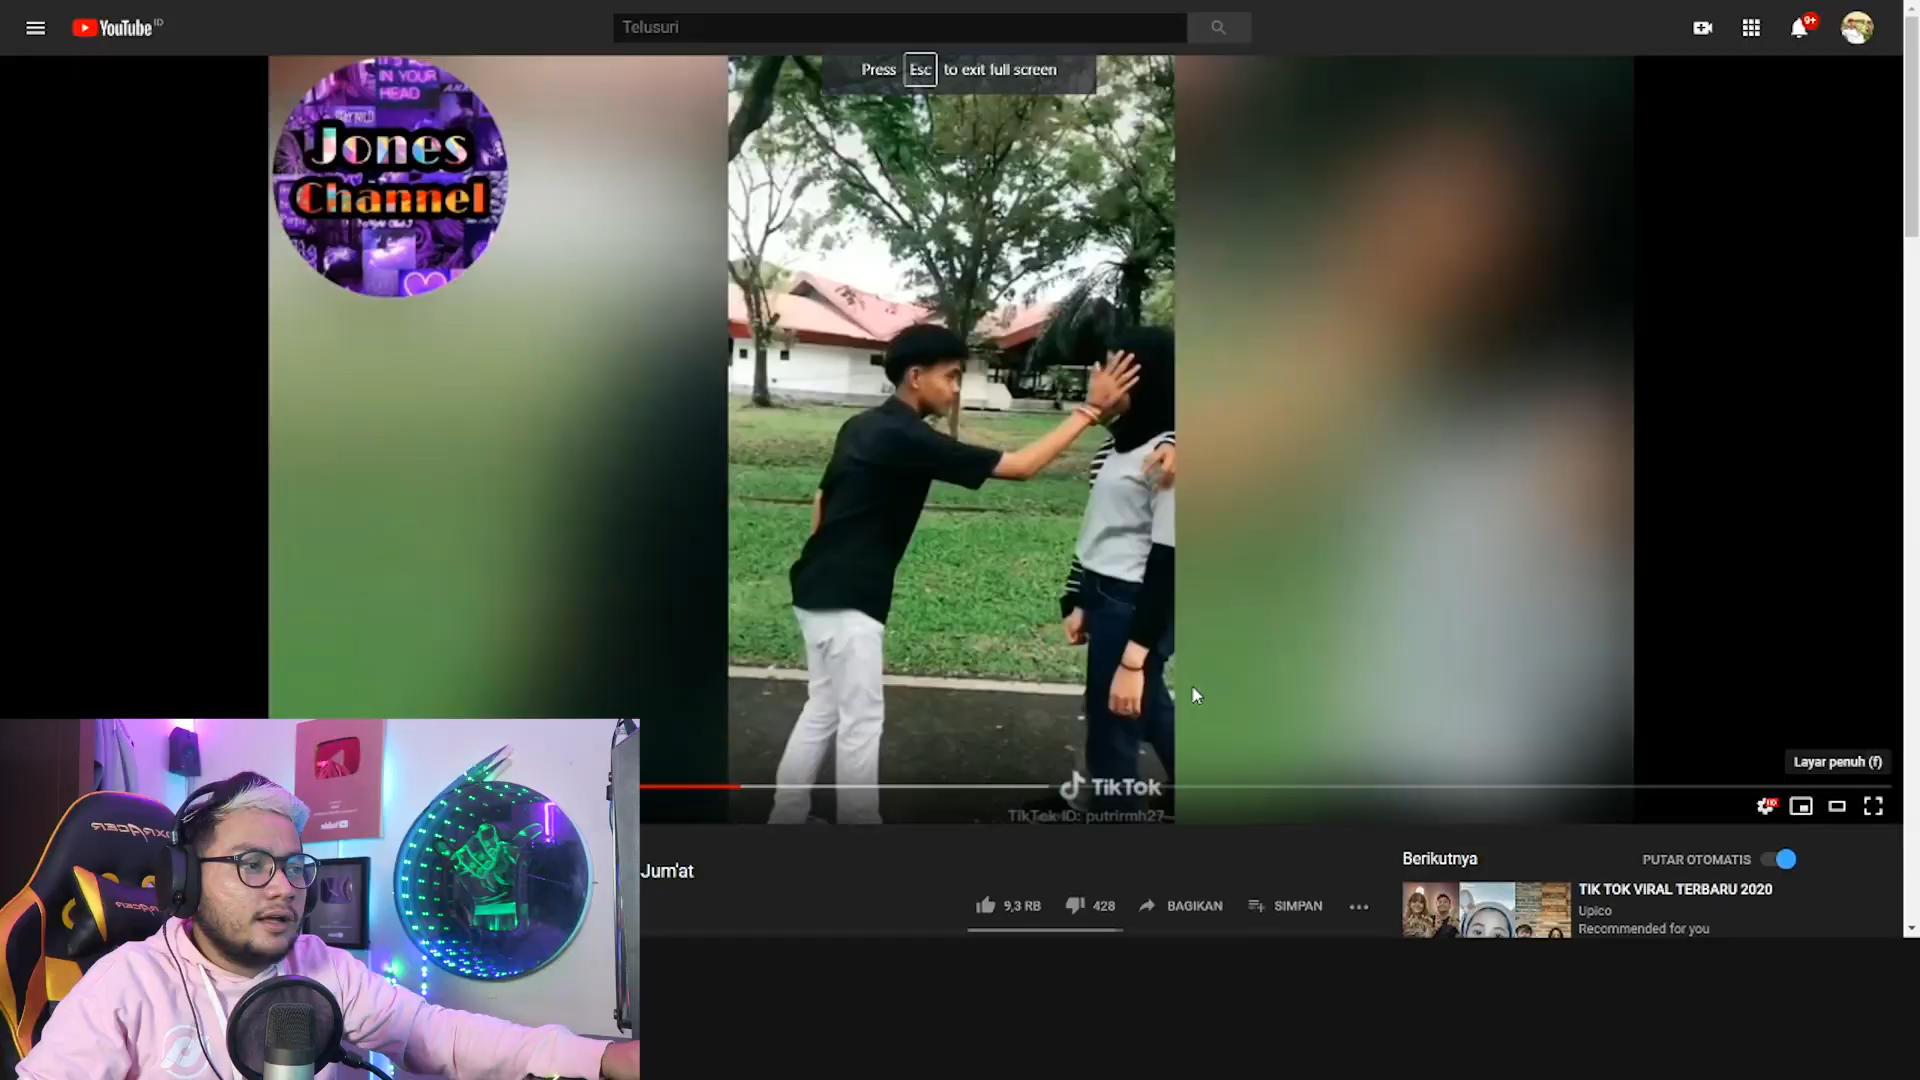 YouTube ID
Telusuri
9+
Press Esc to exit full screen
IN YOUR
HEAD
Jones
Channel
Layar penuh (f)
TikTok
TikTok ID: putrirmh27
HD
Jum'at
9,3 RB
428
BAGIKAN
SIMPAN
Berikutnya
PUTAR OTOMATIS
TIK TOK VIRAL TERBARU 2020
Upico
Recommended for you